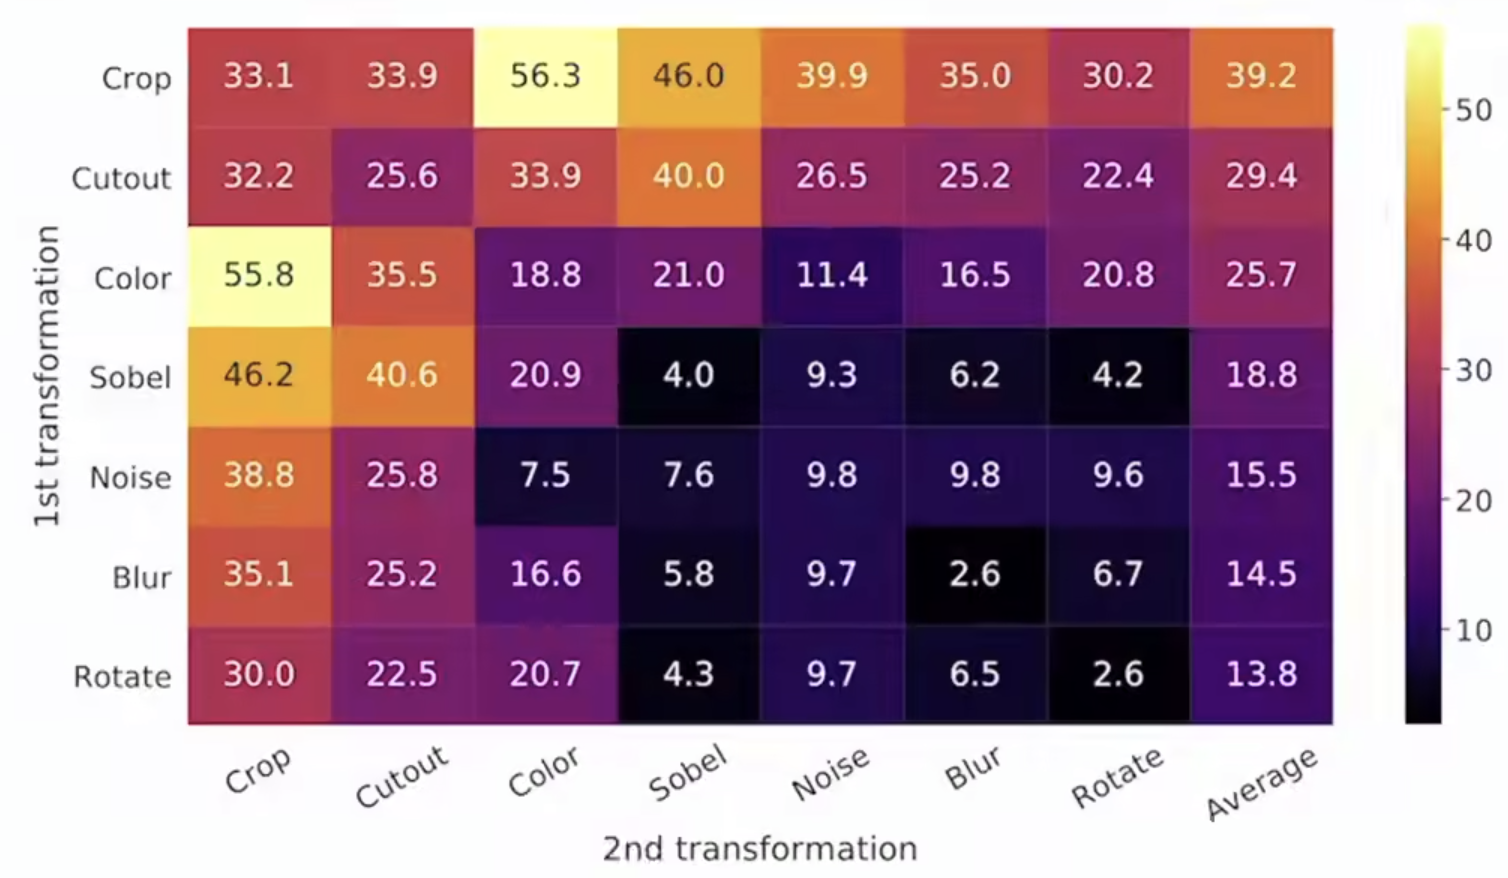 Crop 33.1 33.9 56.3 46.0 39.9 35.0 30.2 39.2
Cutout 32.2 25.6 33.9 40.0 26.5 25.2 22.4 29.4
Color 55.8 35.5 18.8 21.0 11.4 16.5 20.8 25.7
Sobel 46.2 40.6 20.9 4.0 9.3 6.2 4.2 18.8
Noise 38.8 25.8 7.5 7.6 9.8 9.8 9.6 15.5
Blur 35.1 25.2 16.6 5.8 9.7 2.6 6.7 14.5
Rotate 30.0 22.5 20.7 4.3 9.7 6.5 2.6 13.8
Crop Cutout Color Sobel Noise Blur Rotate Average
2nd transformation
1st transformation
50
40
30
20
10